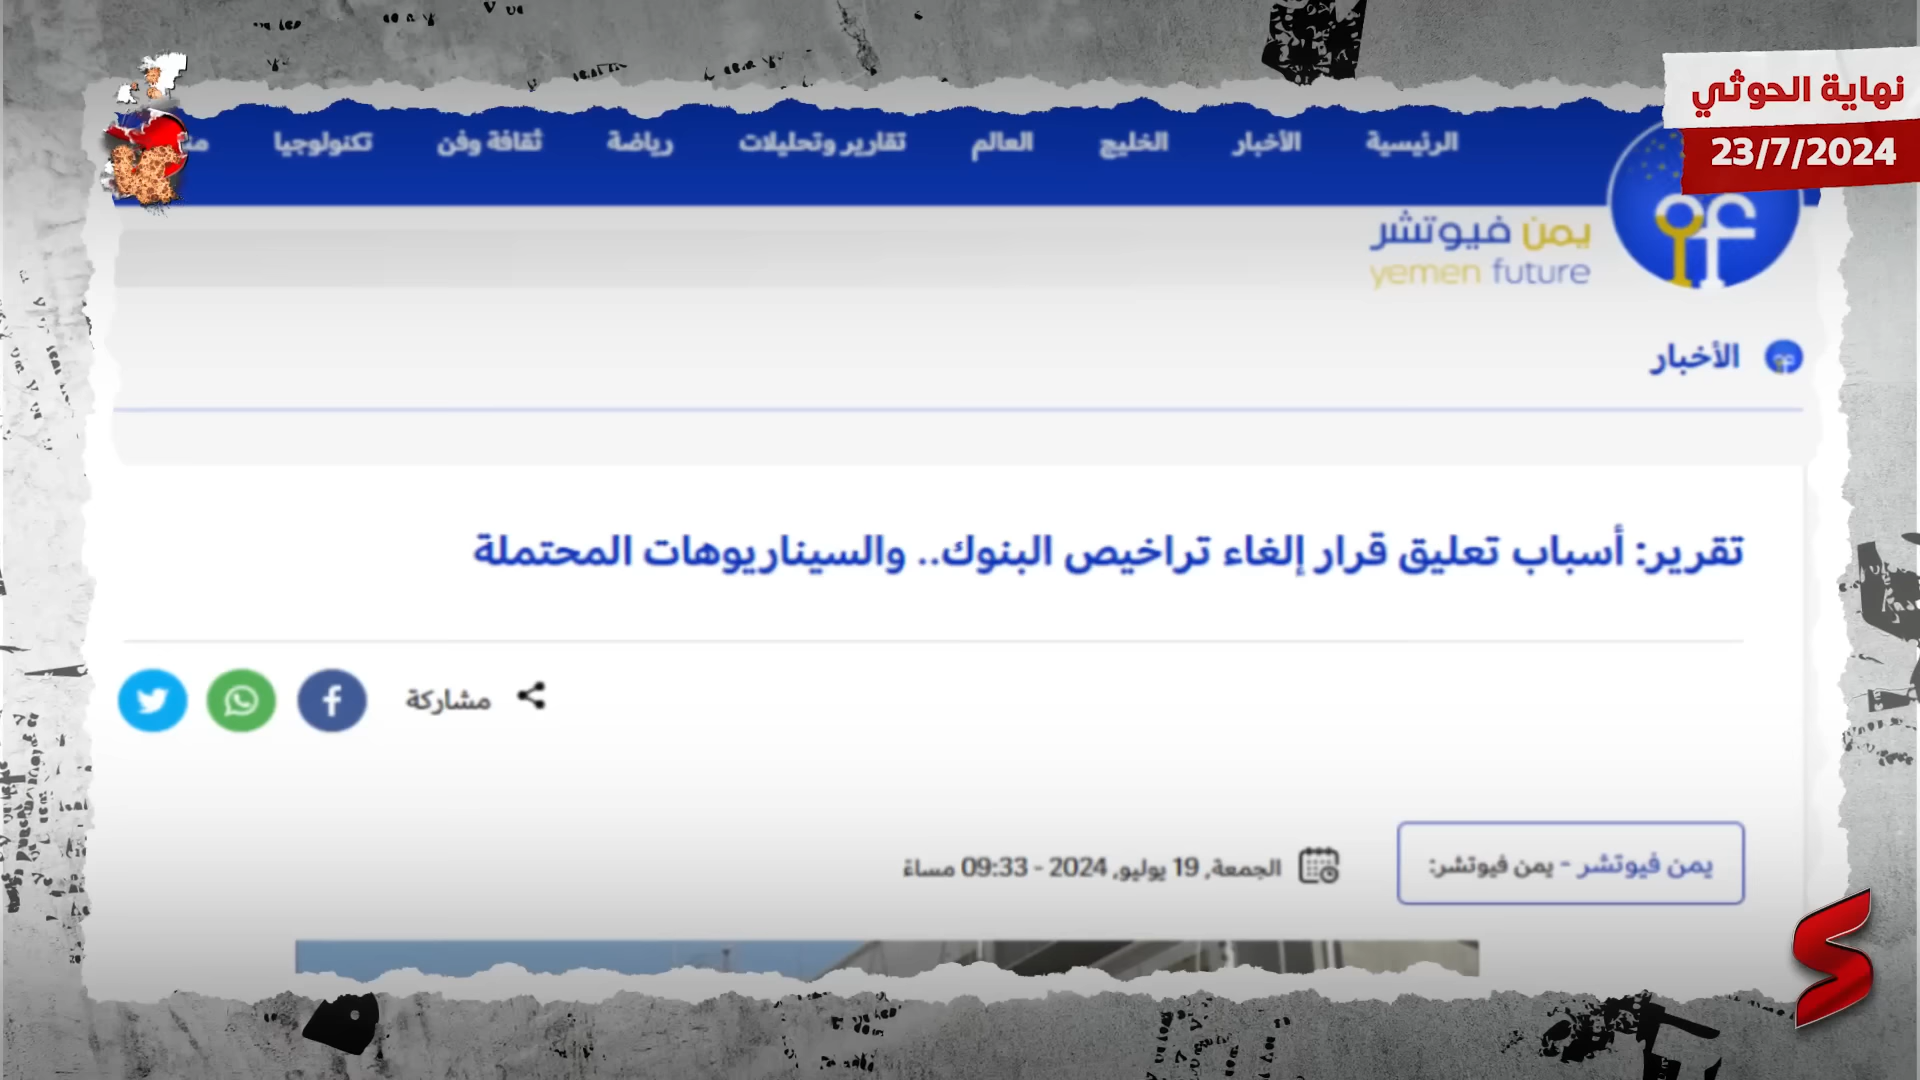 نهاية الحوثي
23/7/2024
الرئيسية الأخبار الخليج العالم تقارير وتحليلات رياضة ثقافة وفن تكنولوجيا
يمن فيوتشر
yemen future
الأخبار
تقرير: أسباب تعليق قرار إلغاء تراخيص البنوك.. والسيناريوهات المحتملة
مشاركة
يمن فيوتشر - يمن فيوتشر:
الجمعة, 19 يوليو, 2024 - 09:33 مساءً